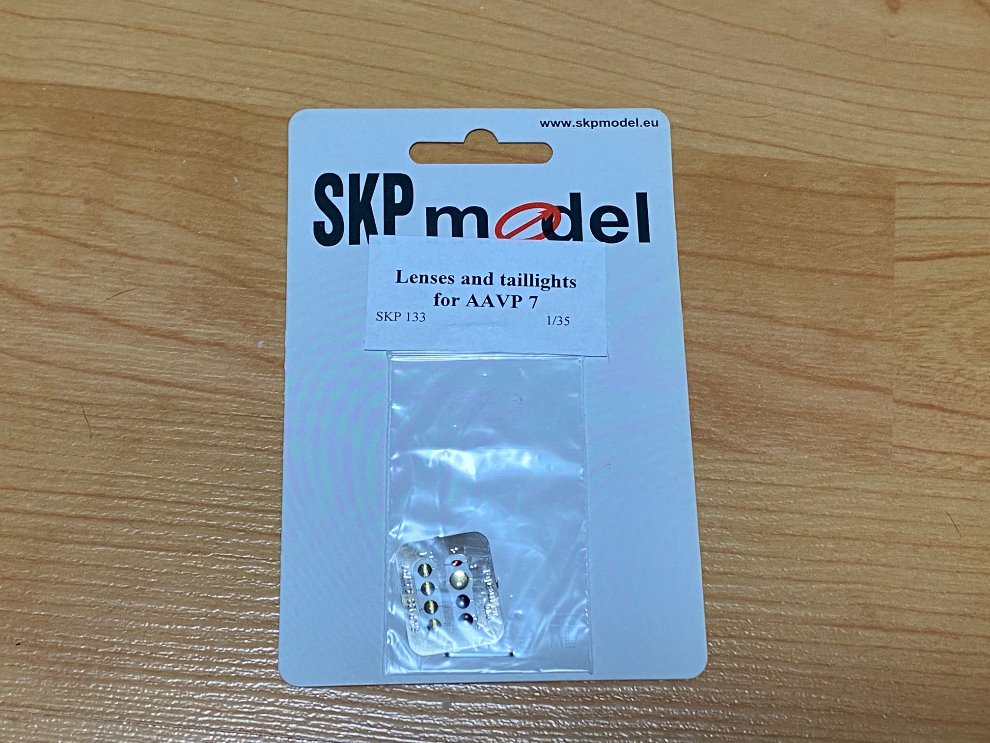 www.skpmodel.eu
SKP model
Lenses and taillights
for AAVP 7
SKP 133 1/35